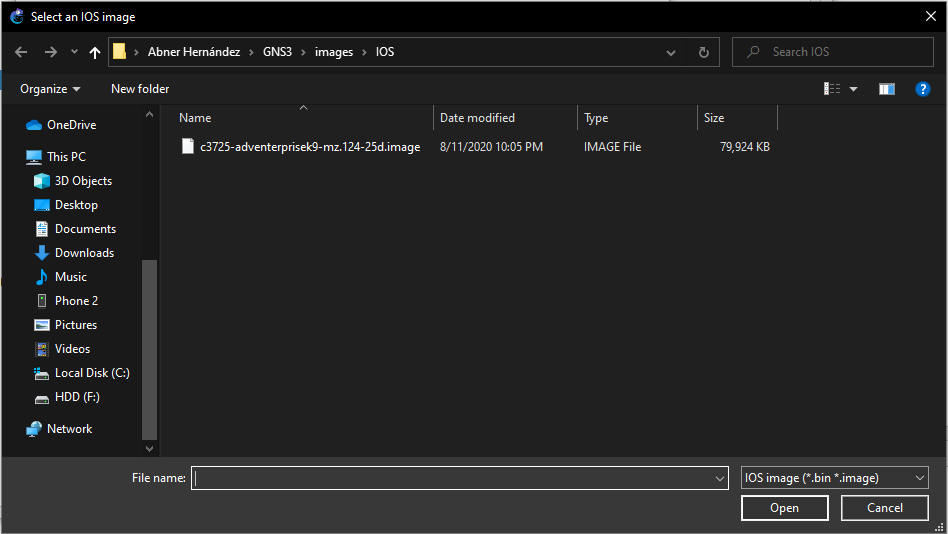 Select an IOS image
Abner Hernández > GNS3 > images > IOS
Search IOS
Organize
New folder
Name Date modified Type Size
c3725-adventerprisek9-mz.124-25d.image 8/11/2020 10:05 PM IMAGE File 79,924 KB
OneDrive
This PC
3D Objects
Desktop
Documents
Downloads
Music
Phone 2
Pictures
Videos
Local Disk (C:)
HDD (F:)
Network
File name:
IOS image (*.bin *.image)
Open
Cancel